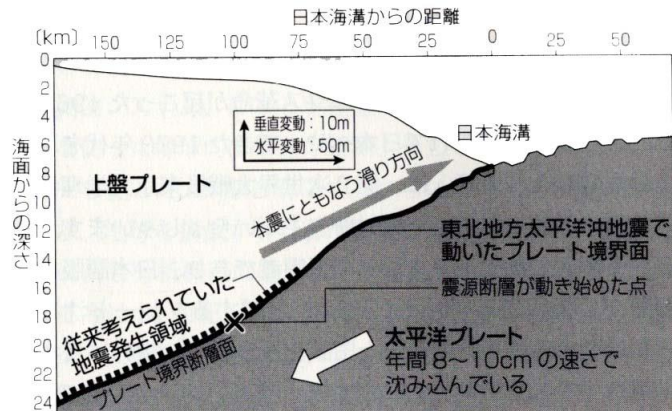 日本海溝からの距離
〔km〕 150 125 100 75 50 25 0 25 50
0
2
4
6
8
10
12
14
16
18
20
22
24
海面からの深さ
垂直変動:10m
水平変動:50m
日本海溝
上盤プレート
本震にともなう滑り方向
東北地方太平洋沖地震で
動いたプレート境界面
震源断層が動き始めた点
従来考えられていた
地震発生領域
プレート境界断層面
太平洋プレート
年間8〜10cmの速さで
沈み込んでいる